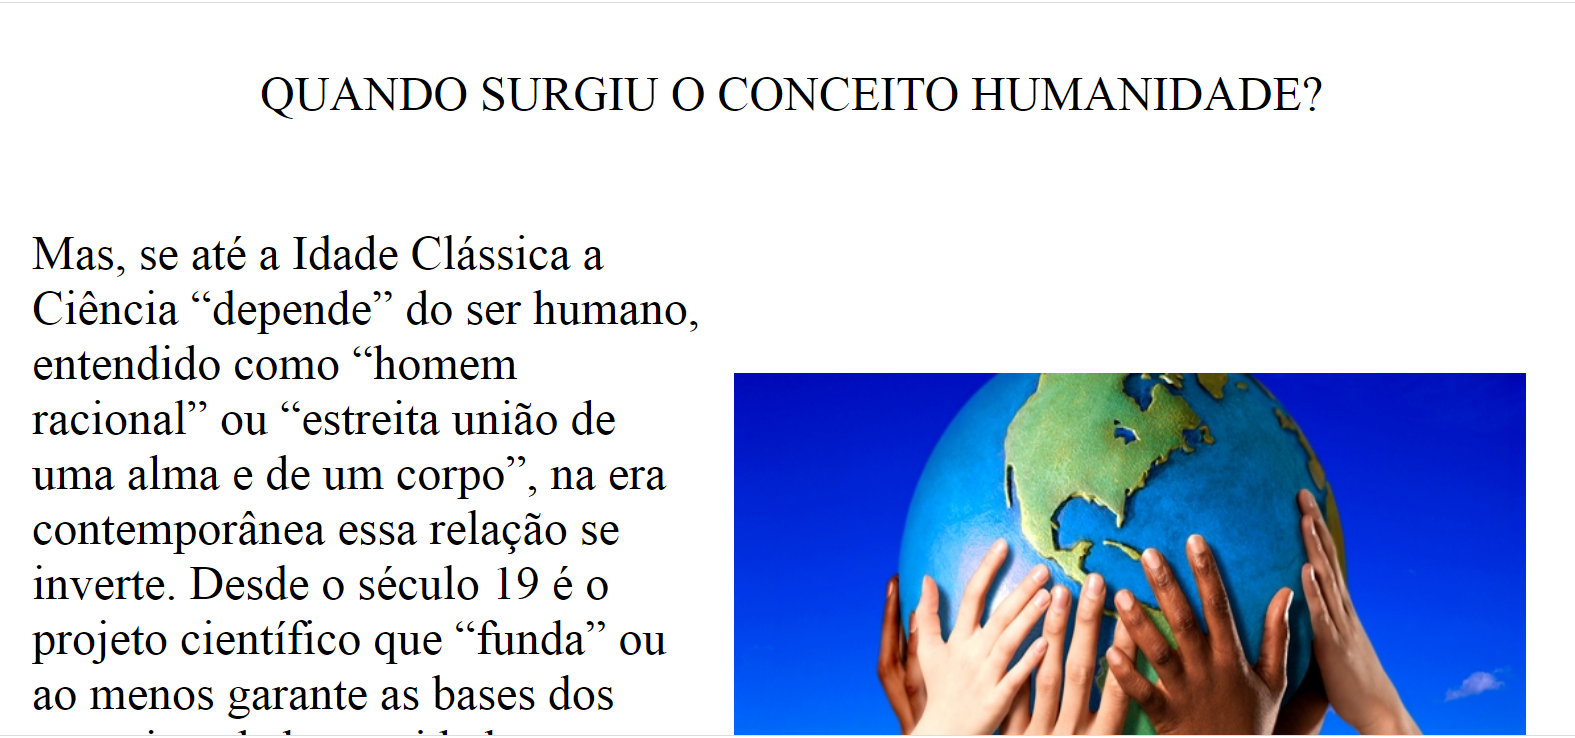 QUANDO SURGIU O CONCEITO HUMANIDADE?
Mas, se até a Idade Clássica a
Ciência “depende” do ser humano,
entendido como “homem
racional” ou “estreita união de
uma alma e de um corpo”, na era
contemporânea essa relação se
inverte. Desde o século 19 é o
projeto científico que “funda” ou
ao menos garante as bases dos